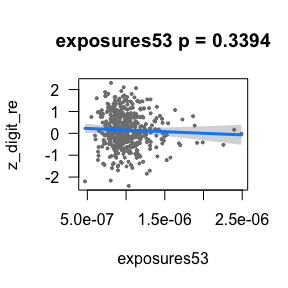 exposures53 p = 0.3394
z_digit_re
2
1
0
-1
-2
5.0e-07
1.5e-06
2.5e-06
exposures53